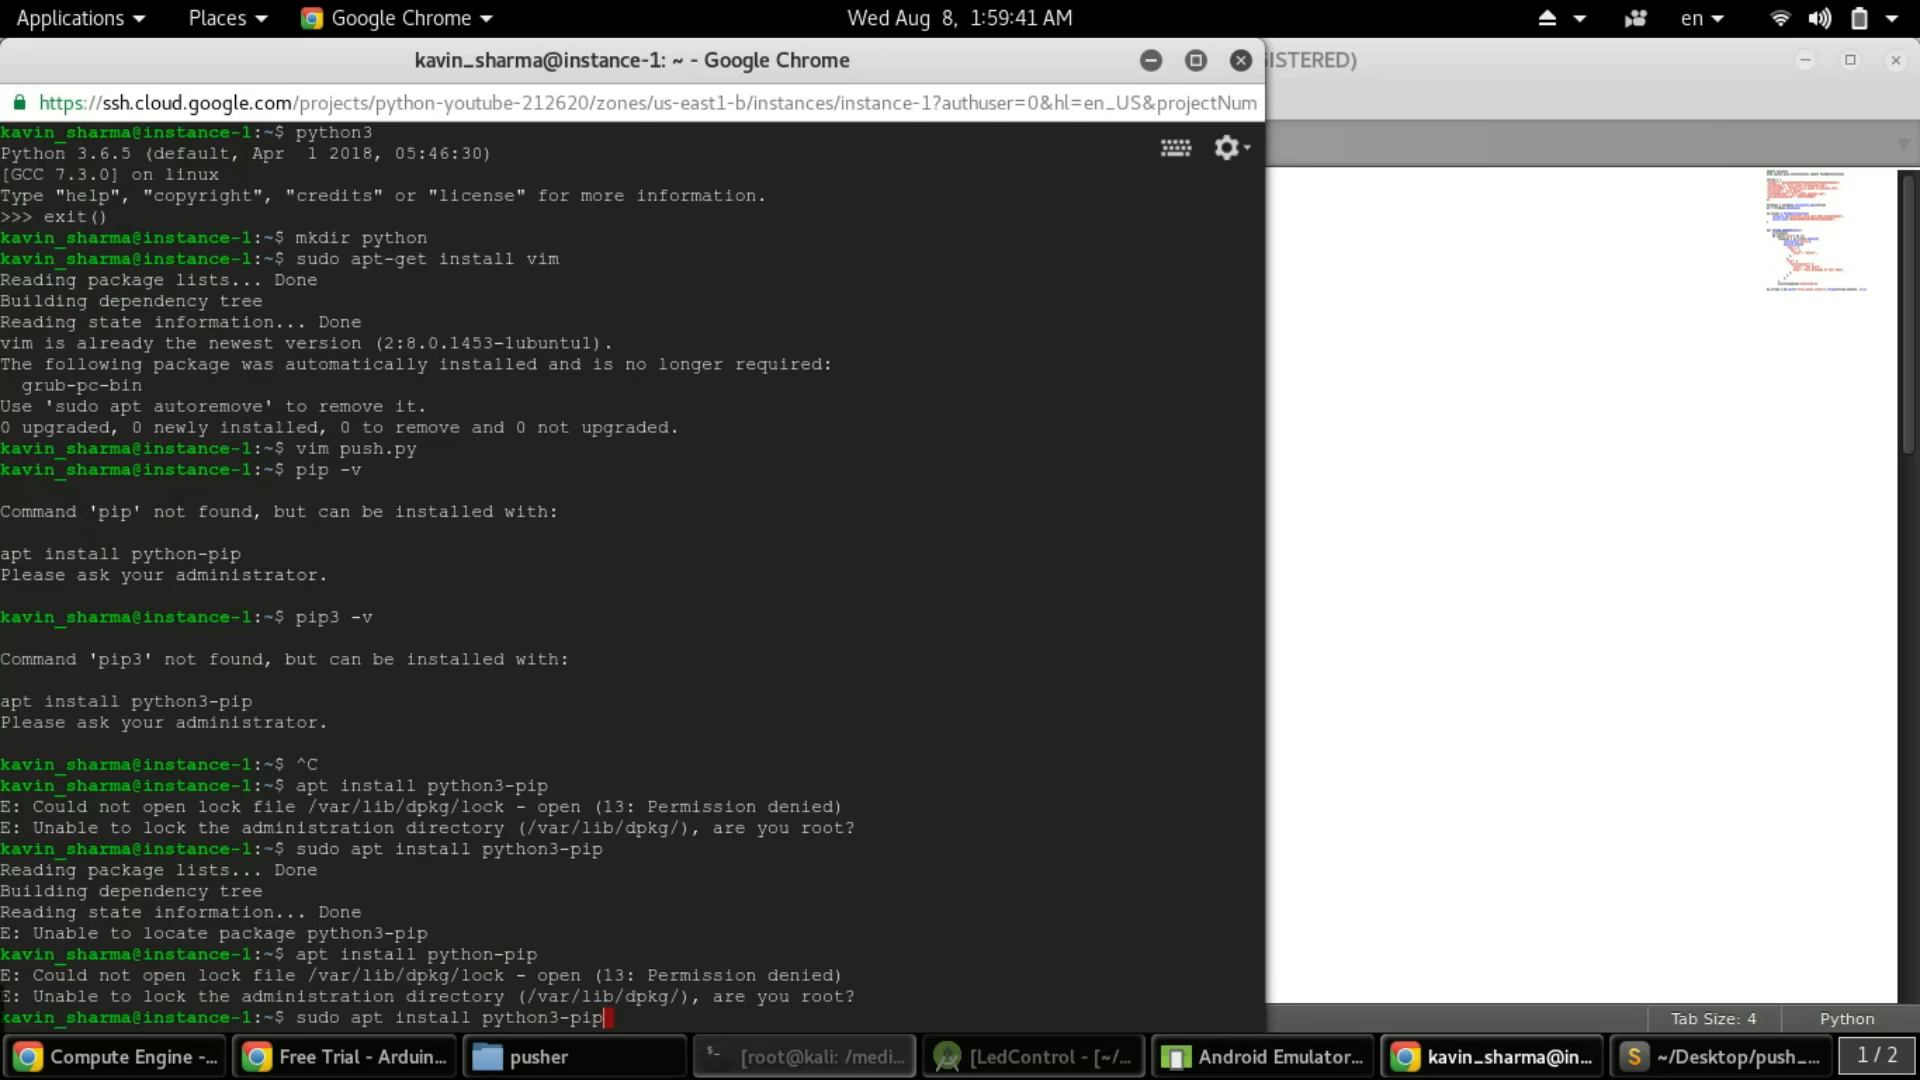 Applications
Places
Google Chrome
Wed Aug 8, 1:59:41 AM
en
kavin_sharma@instance-1: ~ - Google Chrome
ISTERED)
https://ssh.cloud.google.com/projects/python-youtube-212620/zones/us-east1-b/instances/instance-1?authuser=0&hl=en_US&projectNum
kavin_sharma@instance-1:~$ python3
Python 3.6.5 (default, Apr  1 2018, 05:46:30)
[GCC 7.3.0] on linux
Type "help", "copyright", "credits" or "license" for more information.
>>> exit()
kavin_sharma@instance-1:~$ mkdir python
kavin_sharma@instance-1:~$ sudo apt-get install vim
Reading package lists... Done
Building dependency tree
Reading state information... Done
vim is already the newest version (2:8.0.1453-1ubuntu1).
The following package was automatically installed and is no longer required:
  grub-pc-bin
Use 'sudo apt autoremove' to remove it.
0 upgraded, 0 newly installed, 0 to remove and 0 not upgraded.
kavin_sharma@instance-1:~$ vim push.py
kavin_sharma@instance-1:~$ pip -v
Command 'pip' not found, but can be installed with:
apt install python-pip
Please ask your administrator.
kavin_sharma@instance-1:~$ pip3 -v
Command 'pip3' not found, but can be installed with:
apt install python3-pip
Please ask your administrator.
kavin_sharma@instance-1:~$ ^C
kavin_sharma@instance-1:~$ apt install python3-pip
E: Could not open lock file /var/lib/dpkg/lock - open (13: Permission denied)
E: Unable to lock the administration directory (/var/lib/dpkg/), are you root?
kavin_sharma@instance-1:~$ sudo apt install python3-pip
Reading package lists... Done
Building dependency tree
Reading state information... Done
E: Unable to locate package python3-pip
kavin_sharma@instance-1:~$ apt install python-pip
E: Could not open lock file /var/lib/dpkg/lock - open (13: Permission denied)
E: Unable to lock the administration directory (/var/lib/dpkg/), are you root?
kavin_sharma@instance-1:~$ sudo apt install python3-pip
Tab Size: 4
Python
Compute Engine -...
Free Trial - Arduin...
pusher
[root@kali: /medi...
[LedControl - [~/...
Android Emulator...
kavin_sharma@in...
~/Desktop/push_...
1 / 2